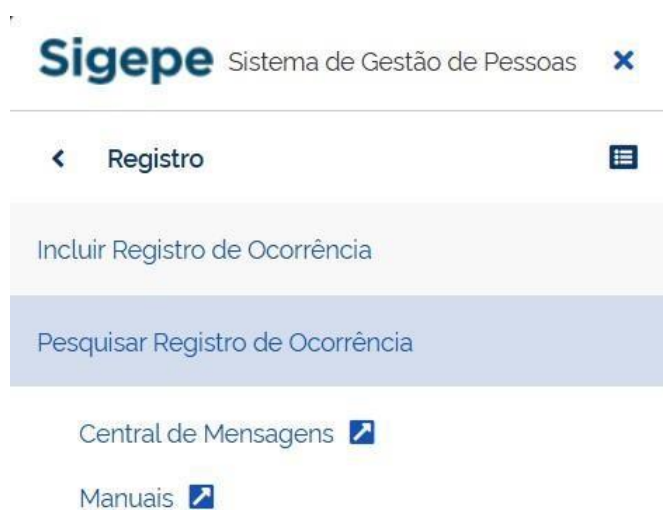 Sigepe Sistema de Gestão de Pessoas
Registro
Incluir Registro de Ocorrência
Pesquisar Registro de Ocorrência
Central de Mensagens
Manuais